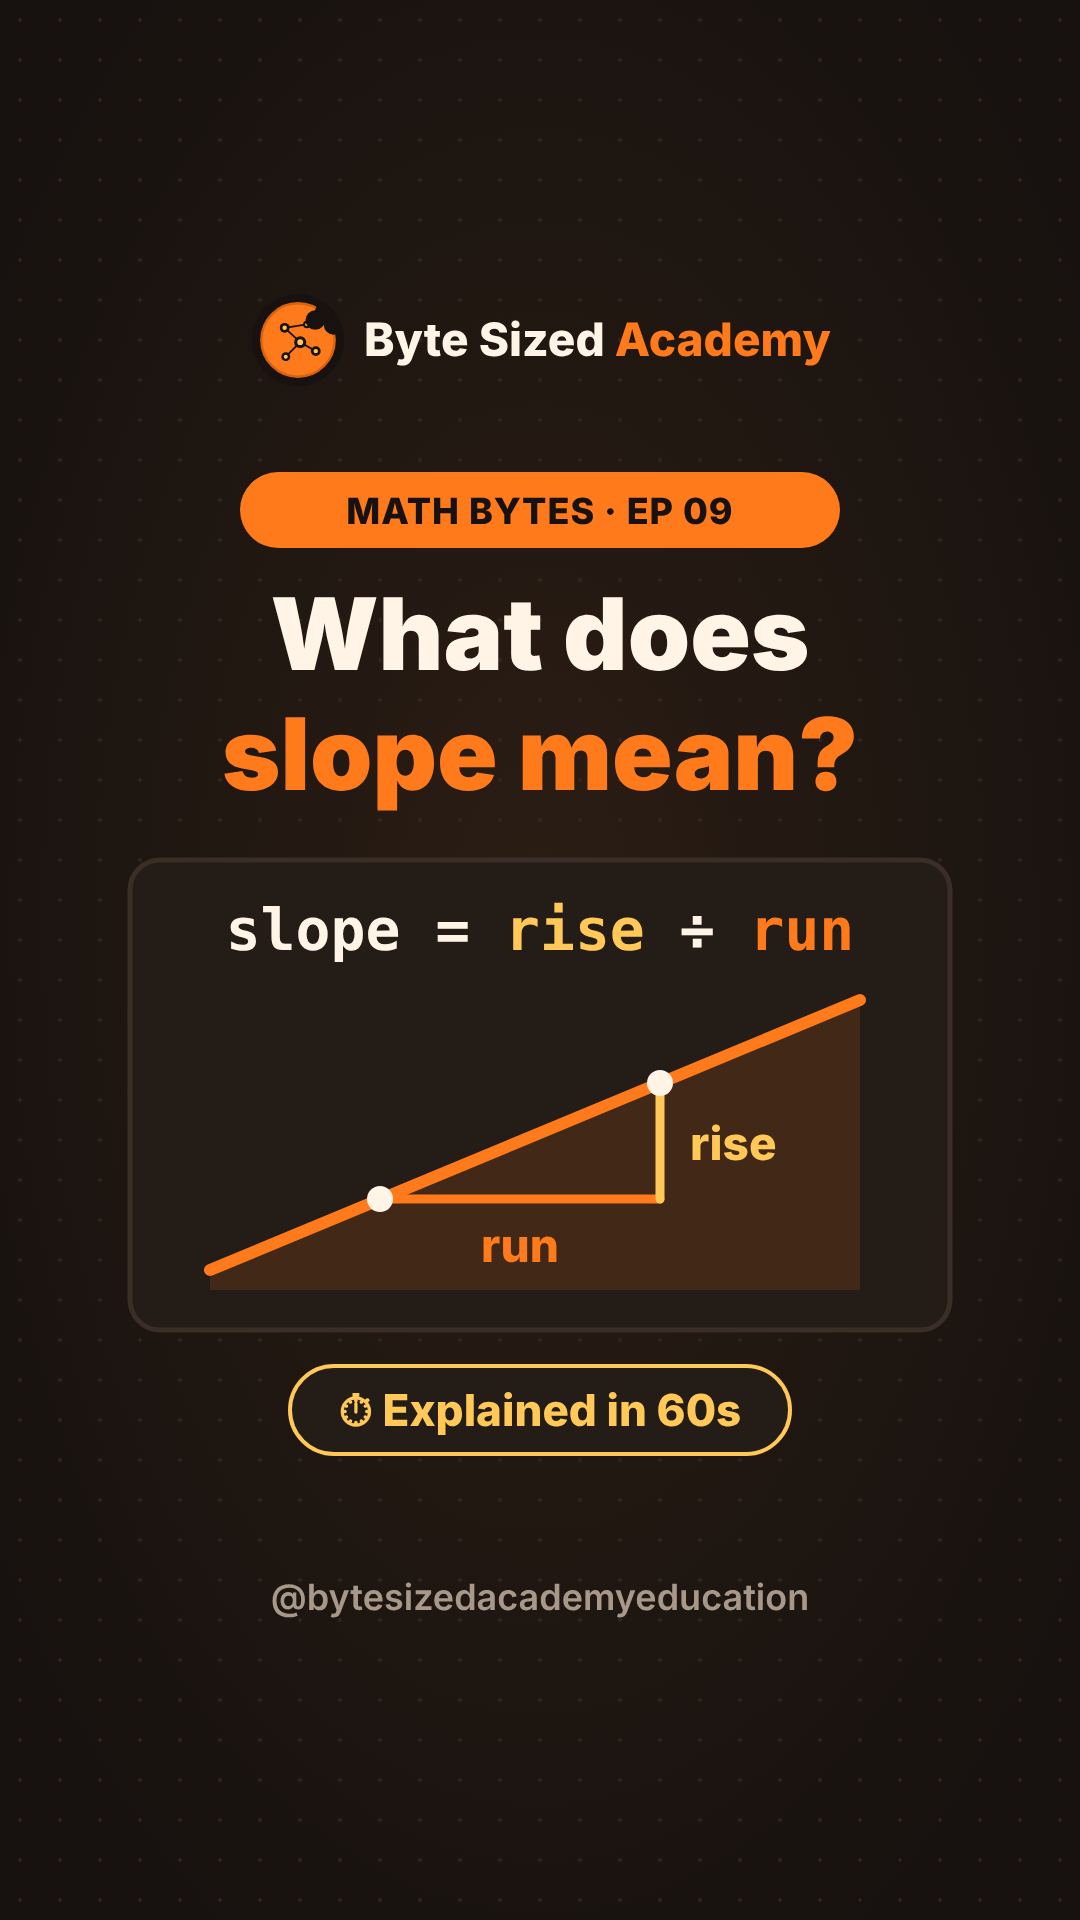 Byte Sized Academy
MATH BYTES · EP 09
What does
slope mean?
slope = rise ÷ run
rise
run
⏱ Explained in 60s
@bytesizedacademyeducation